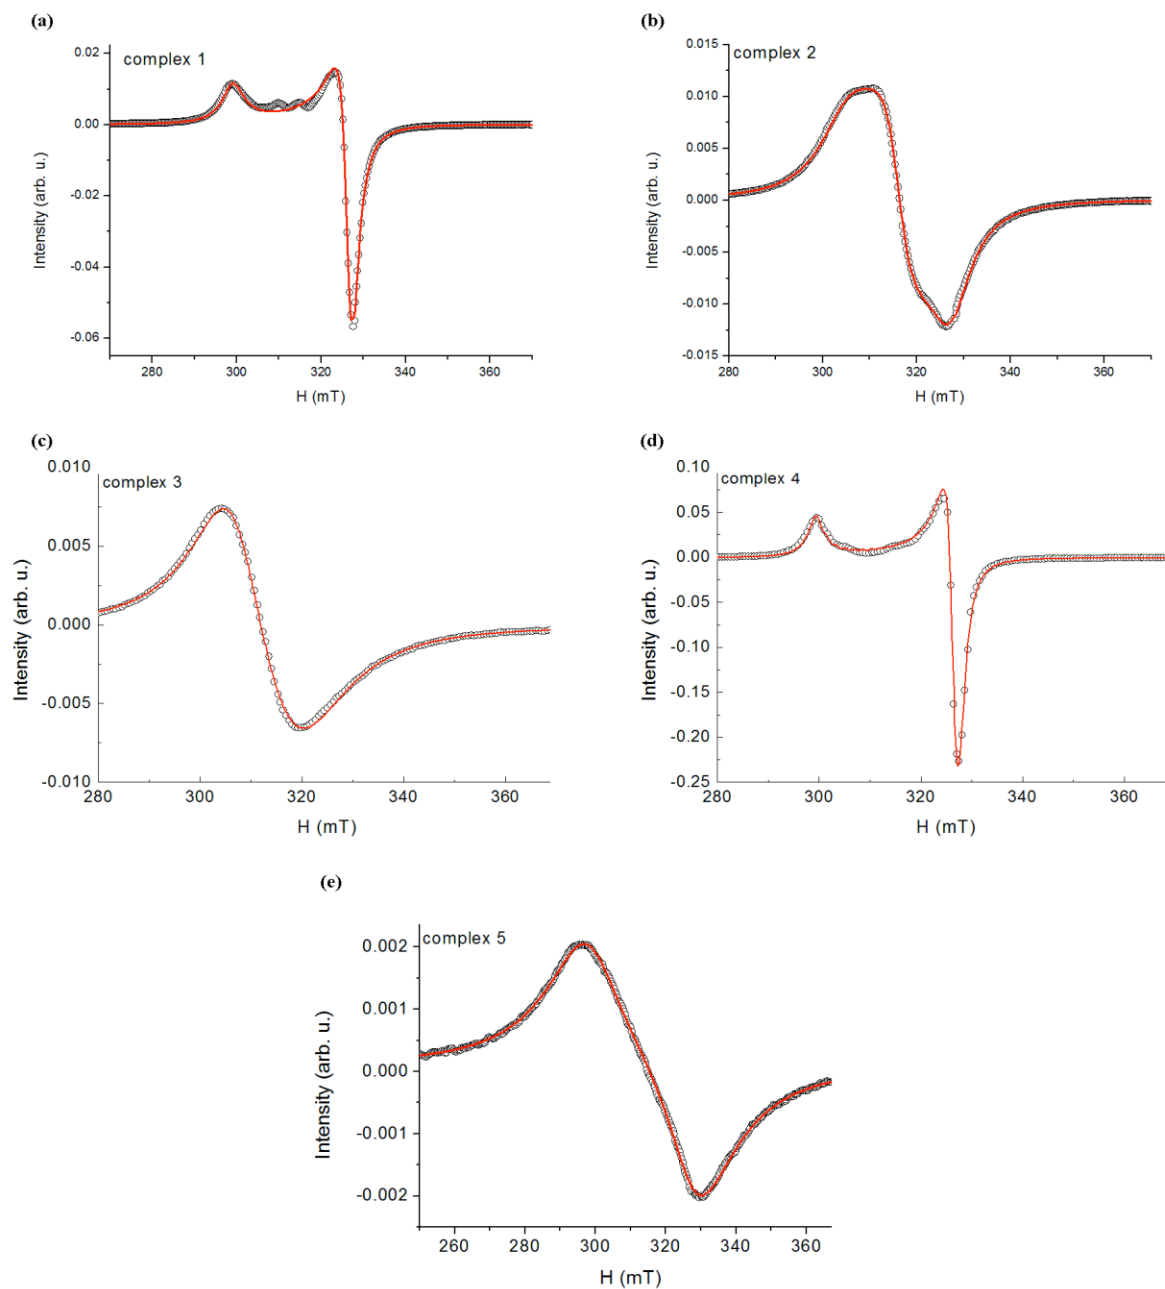 (a)
complex 1
0.02
0.00
-0.02
-0.04
-0.06
280 300 320 340 360
H (mT)
Intensity (arb. u.)
(b)
complex 2
0.015
0.010
0.005
0.000
-0.005
-0.010
-0.015
280 300 320 340 360
H (mT)
Intensity (arb. u.)
(c)
complex 3
0.010
0.005
0.000
-0.005
-0.010
280 300 320 340 360
H (mT)
Intensity (arb. u.)
(d)
complex 4
0.10
0.05
0.00
-0.05
-0.10
-0.15
-0.20
-0.25
280 300 320 340 360
H (mT)
Intensity (arb. u.)
(e)
complex 5
0.002
0.001
0.000
-0.001
-0.002
260 280 300 320 340 360
H (mT)
Intensity (arb. u.)